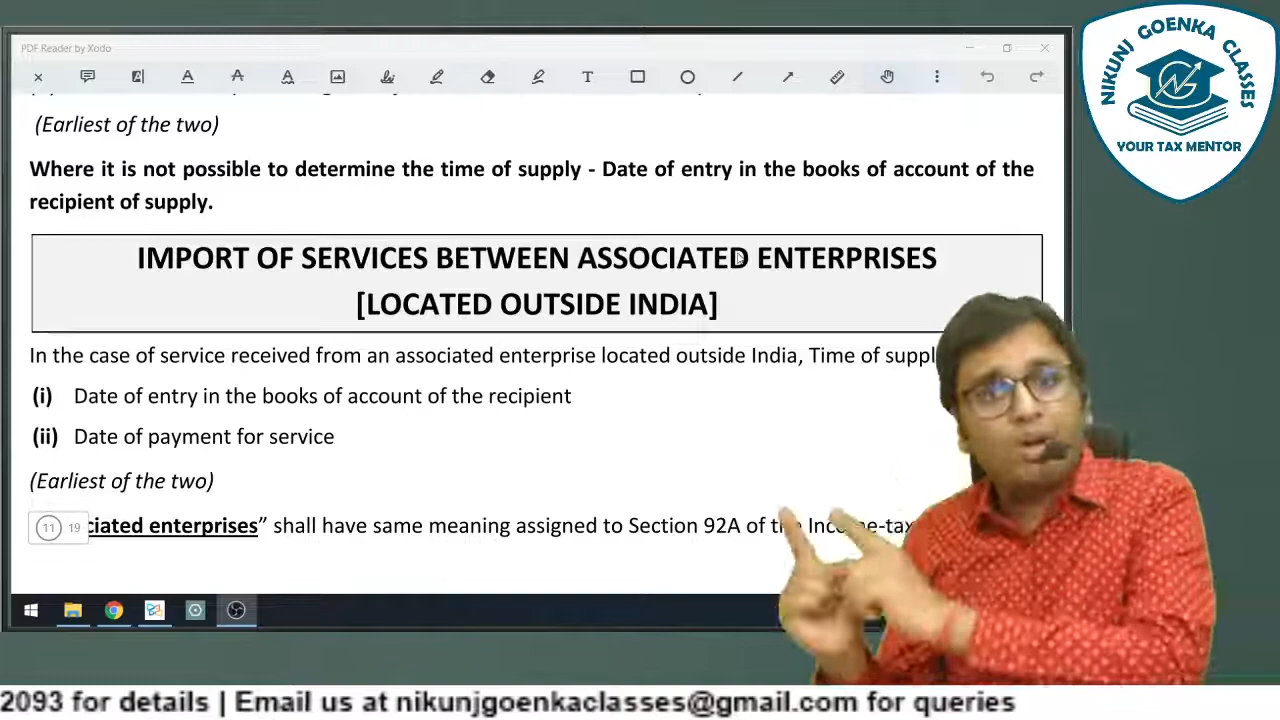 PDF Reader by Xodo
(Earliest of the two)
Where it is not possible to determine the time of supply - Date of entry in the books of account of the
recipient of supply.
IMPORT OF SERVICES BETWEEN ASSOCIATED ENTERPRISES
[LOCATED OUTSIDE INDIA]
In the case of service received from an associated enterprise located outside India, Time of suppl
(i) Date of entry in the books of account of the recipient
(ii) Date of payment for service
(Earliest of the two)
11 19
ciated enterprises” shall have same meaning assigned to Section 92A of the Income-tax
NIKUNJ GOENKA CLASSES
YOUR TAX MENTOR
2093 for details | Email us at nikunjgoenkaclasses@gmail.com for queries